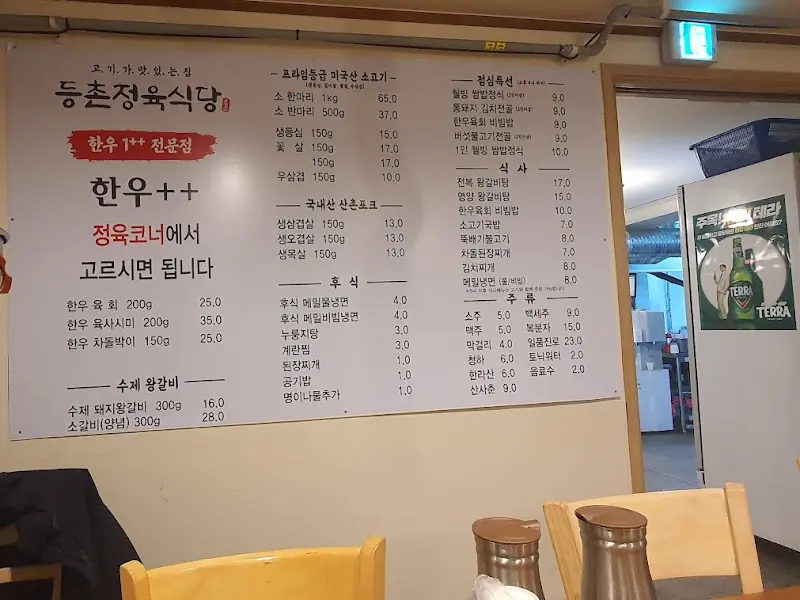 고.기.가.맛.있.는.집
등촌정육식당
한우 1++ 전문점
한우++
정육코너에서
고르시면 됩니다
한우 육 회 200g 25,0
한우 육사시미 200g 35,0
한우 차돌박이 150g 25,0
수제 왕갈비
수제 돼지왕갈비 300g 16,0
소갈비(양념) 300g 28,0
프라임등급 미국산 소고기
소 한마리 1kg 65,0
소 반마리 500g 37,0
생등심 150g 15,0
꽃 살 150g 17,0
150g 17,0
우삼겹 150g 10,0
국내산 산촌포크
생삼겹살 150g 13,0
생오겹살 150g 13,0
생목살 150g 13,0
후 식
후식 메밀물냉면 4,0
후식 메밀비빔냉면 4,0
누룽지탕 3,0
계란찜 3,0
된장찌개 1,0
공기밥 1,0
명이나물추가 1,0
점심특선
웰빙 쌈밥정식 9,0
통돼지 김치전골 9,0
한우육회 비빔밥 9,0
버섯불고기전골 9,0
1인 웰빙 쌈밥정식 10,0
식 사
전복 왕갈비탕 17,0
영양 왕갈비탕 15,0
한우육회 비빔밥 10,0
소고기국밥 7,0
뚝배기불고기 8,0
차돌된장찌개 7,0
김치찌개 8,0
메밀냉면 (물/비빔) 8,0
주 류
소주 5,0 백세주 9,0
맥주 5,0 복분자 15,0
막걸리 4,0 일품진로 23,0
청하 6,0 토닉워터 2,0
한라산 6,0 음료수 2,0
산사춘 9,0
테라
TERRA
TERRA